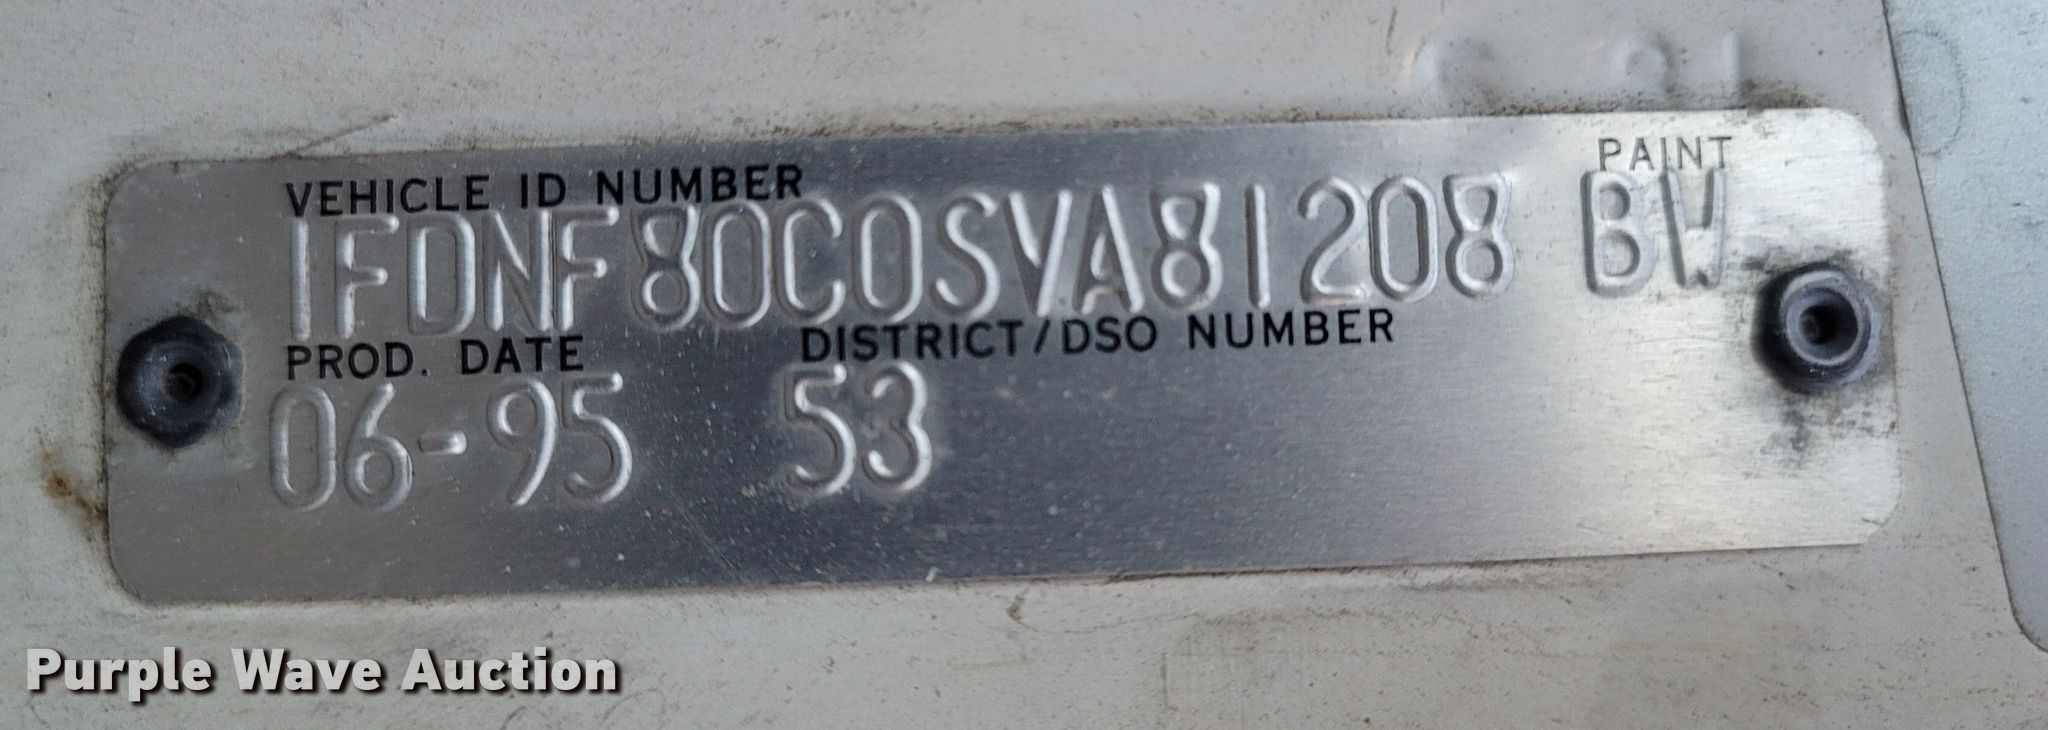 VEHICLE ID NUMBER PAINT
1FDNF80C0SVA81208 BW
PROD. DATE DISTRICT/DSO NUMBER
06-95 53
Purple Wave Auction